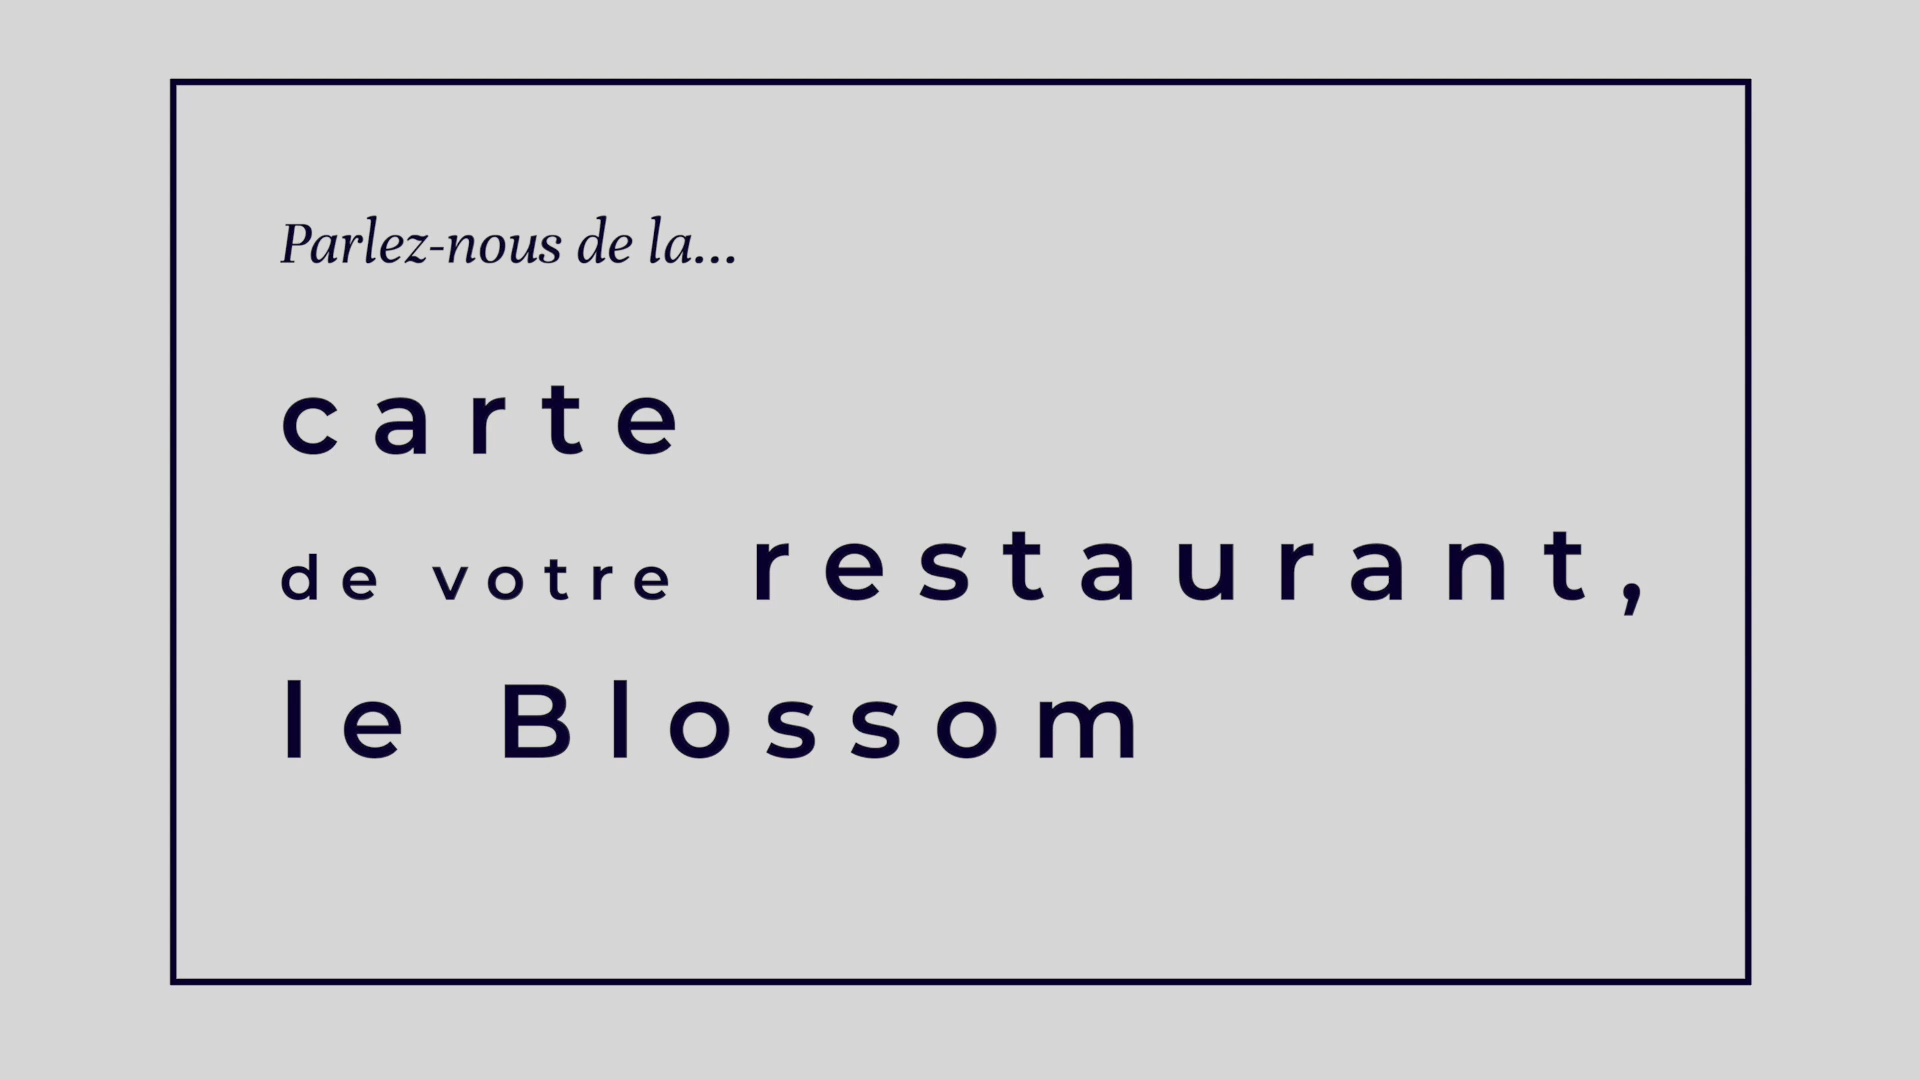 Parlez-nous de la...
carte
de votre restaurant,
le Blossom